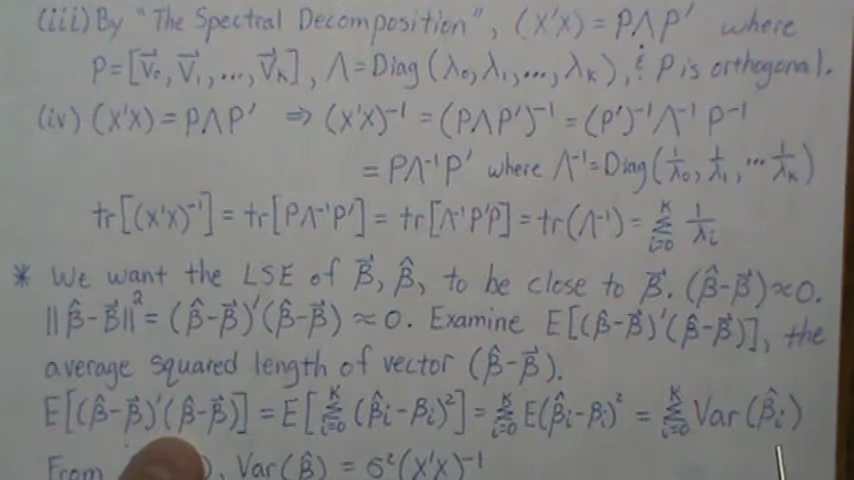 (iii) By "The Spectral Decomposition", (X'X) = PΛP' where
P=[V⃗₀, V⃗₁,..., V⃗ₖ], Λ=Diag(λ₀,λ₁,...,λₖ), & P is orthogonal.
(iv) (X'X) = PΛP' ⇒ (X'X)⁻¹ = (PΛP')⁻¹ = (P')⁻¹Λ⁻¹P⁻¹
= PΛ⁻¹P' where Λ⁻¹=Diag(1/λ₀, 1/λ₁, ... 1/λₖ)
tr[(X'X)⁻¹] = tr[PΛ⁻¹P'] = tr[Λ⁻¹P'P] = tr(Λ⁻¹) = Σᵢ₌₀ᴷ 1/λᵢ
* We want the LSE of β⃗, β̂, to be close to β⃗. (β̂-β⃗)≈0.
||β̂-β⃗||² = (β̂-β⃗)'(β̂-β⃗) ≈ 0. Examine E[(β̂-β⃗)'(β̂-β⃗)], the
average squared length of vector (β̂-β⃗).
E[(β̂-β⃗)'(β̂-β⃗)] = E[Σᵢ₌₀ᴷ (β̂ᵢ-βᵢ)²] = Σᵢ₌₀ᴷ E(β̂ᵢ-βᵢ)² = Σᵢ₌₀ᴷ Var(β̂ᵢ)
From ), Var(β̂) = σ²(X'X)⁻¹